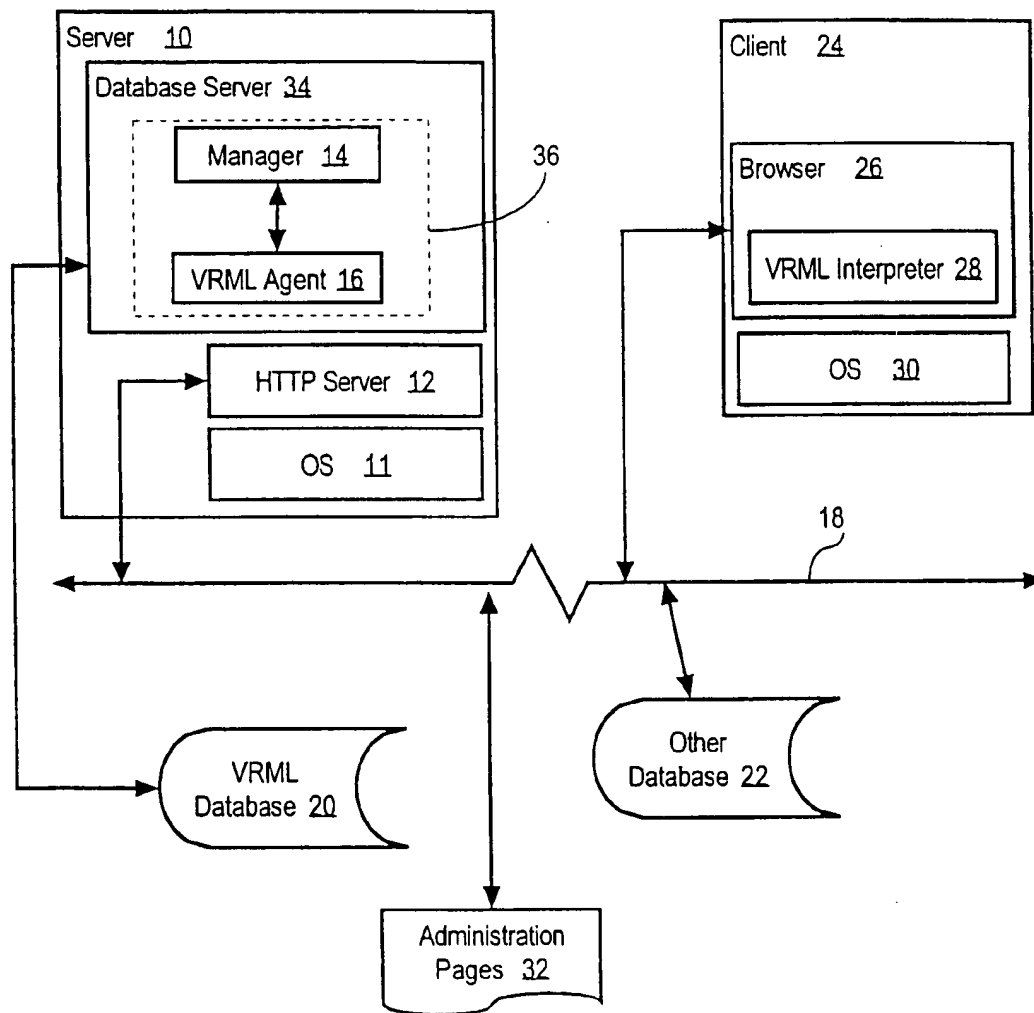 Server 10
Database Server 34
Manager 14
VRML Agent 16
36
HTTP Server 12
OS 11
Client 24
Browser 26
VRML Interpreter 28
OS 30
18
VRML
Database 20
Other
Database 22
Administration
Pages 32